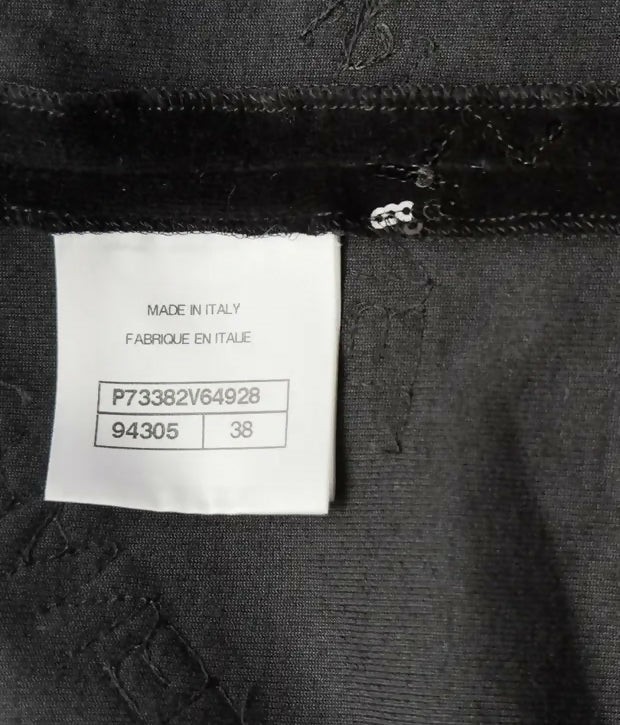 MADE IN ITALY
FABRIQUE EN ITALIE
P73382V64928
94305 38